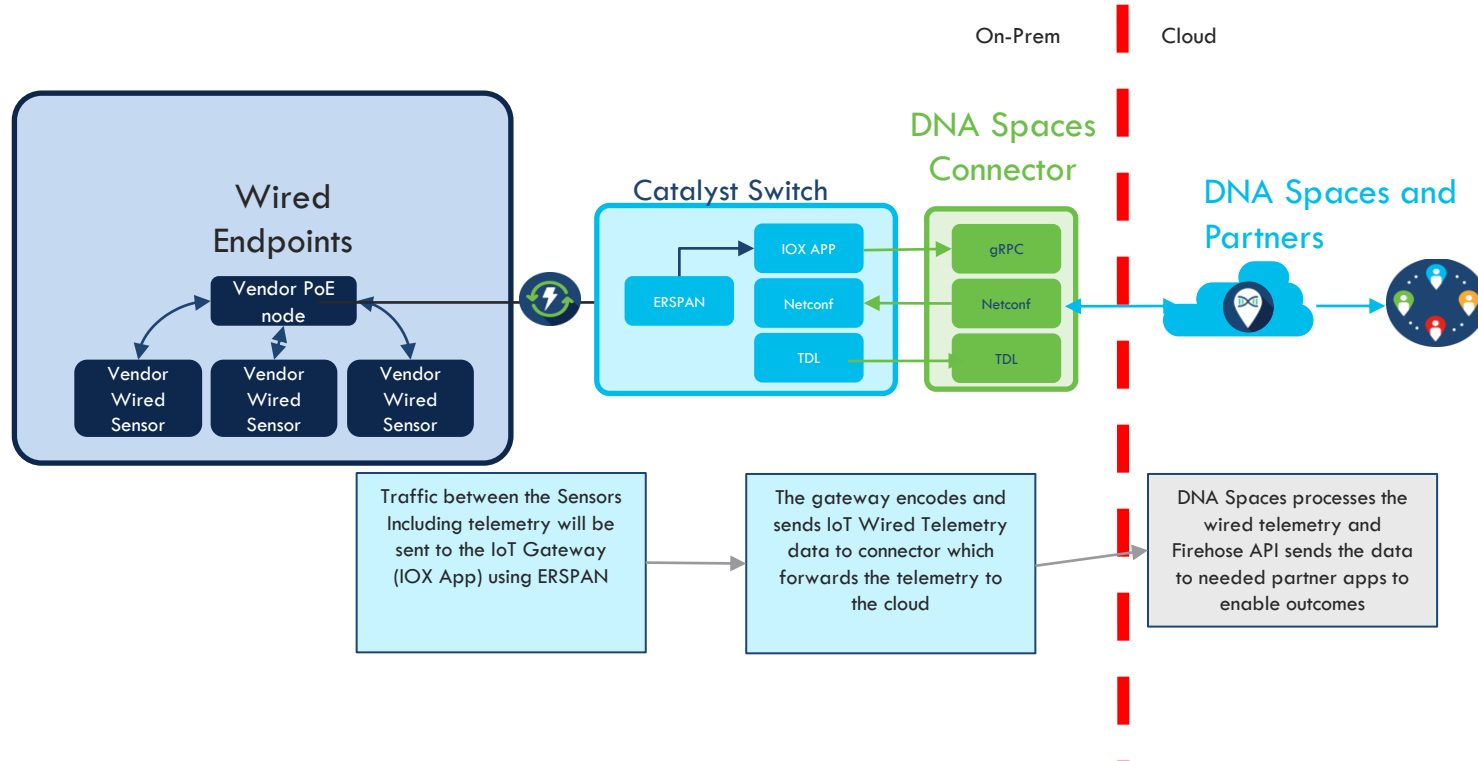 On-Prem
Cloud
Wired
Endpoints
Vendor PoE
node
Vendor
Wired
Sensor
Vendor
Wired
Sensor
Vendor
Wired
Sensor
Catalyst Switch
ERSPAN
IOX APP
Netconf
TDL
DNA Spaces
Connector
gRPC
Netconf
TDL
DNA Spaces and
Partners
Traffic between the Sensors
Including telemetry will be
sent to the IoT Gateway
(IOX App) using ERSPAN
The gateway encodes and
sends IoT Wired Telemetry
data to connector which
forwards the telemetry to
the cloud
DNA Spaces processes the
wired telemetry and
Firehose API sends the data
to needed partner apps to
enable outcomes